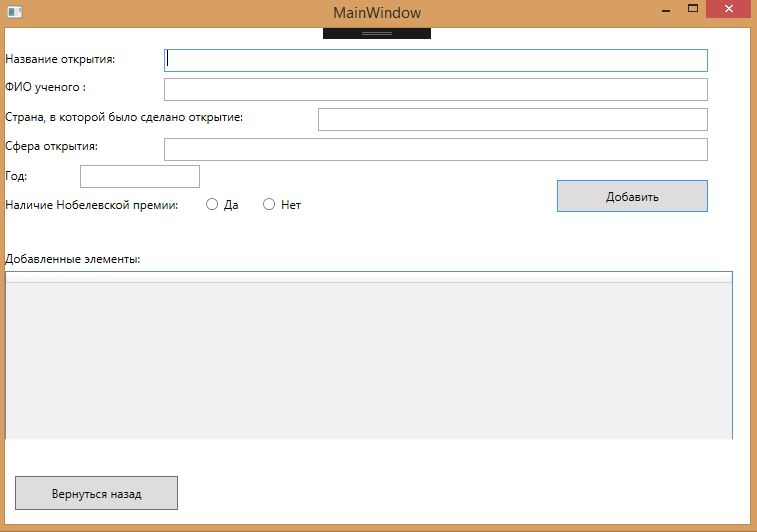 MainWindow
Название открытия:
ФИО ученого :
Страна, в которой было сделано открытие:
Сфера открытия:
Год:
Добавить
Наличие Нобелевской премии: Да Нет
Добавленные элементы:
Вернуться назад